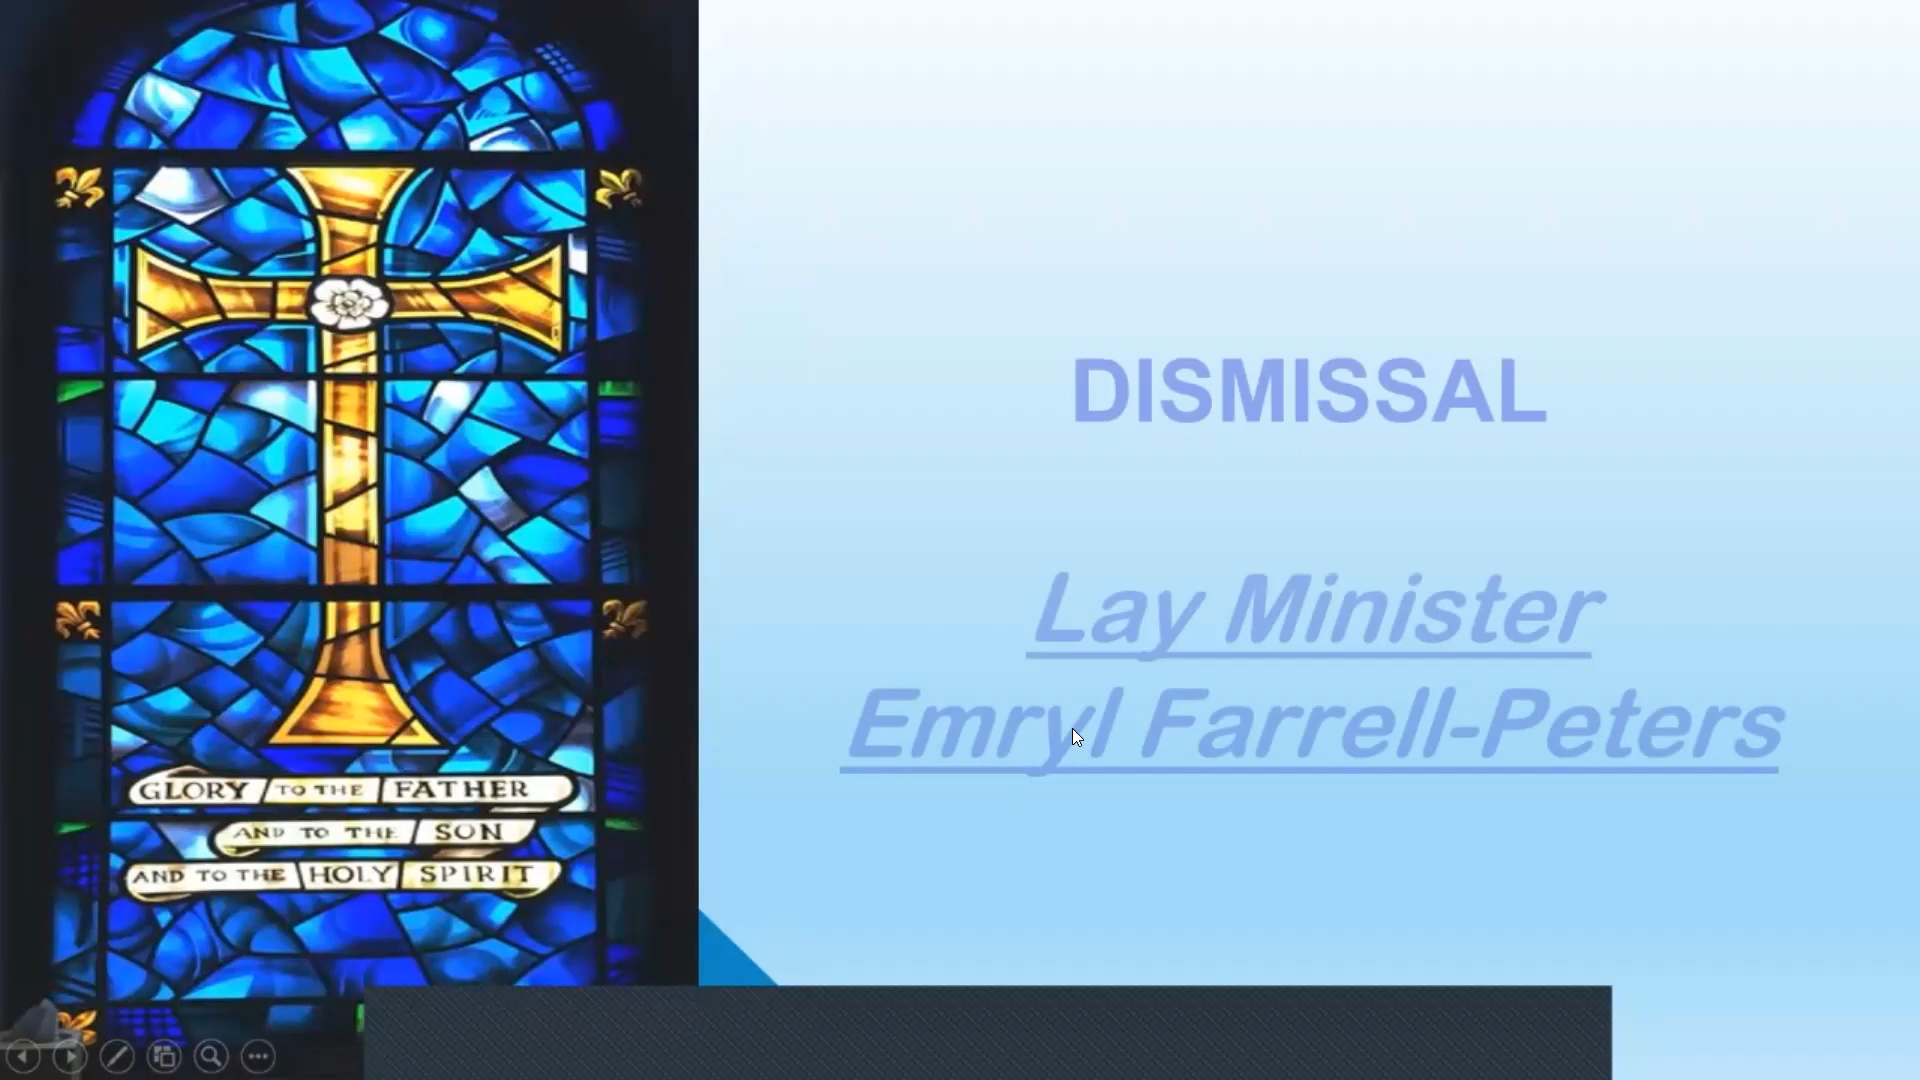 GLORY TO THE FATHER
AND TO THE SON
AND TO THE HOLY SPIRIT
DISMISSAL
Lay Minister
Emryl Farrell-Peters